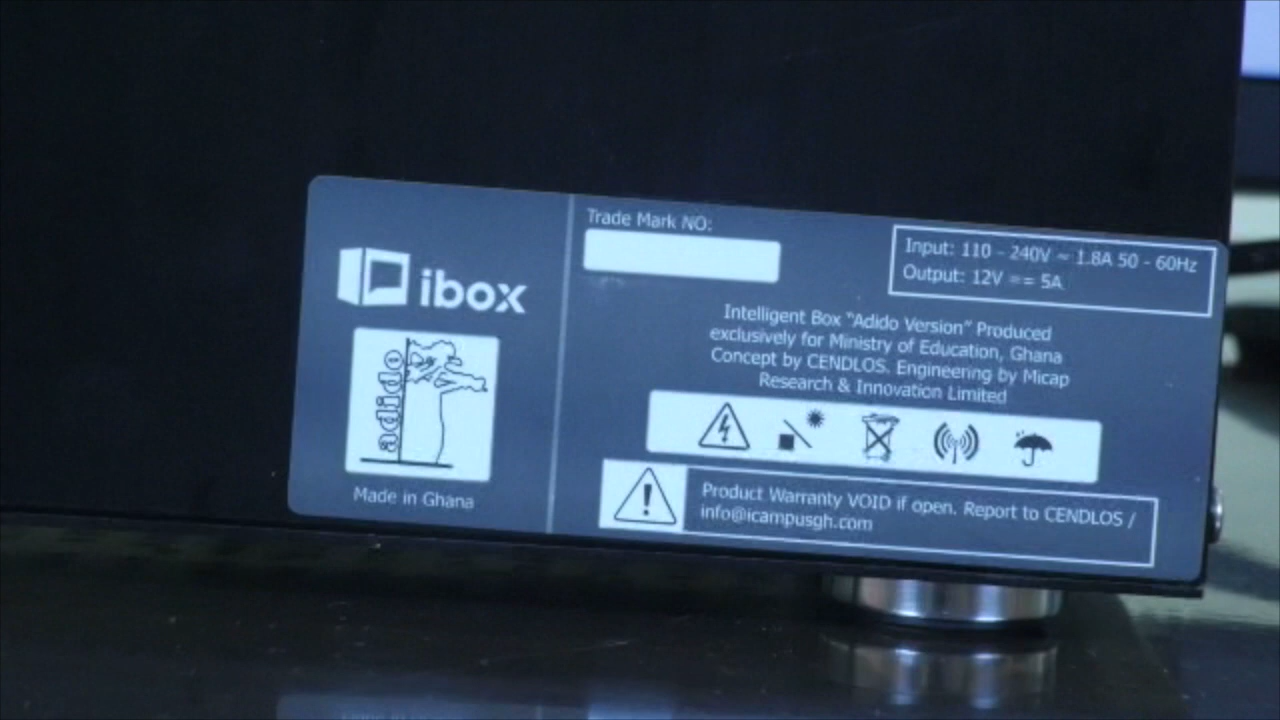 ibox
adido
Made in Ghana
Trade Mark NO:
Input: 110 - 240V ~ 1.8A 50 - 60Hz
Output: 12V == 5A
Intelligent Box “Adido Version” Produced
exclusively for Ministry of Education, Ghana
Concept by CENDLOS. Engineering by Micap
Research & Innovation Limited
Product Warranty VOID if open. Report to CENDLOS /
info@icampusgh.com